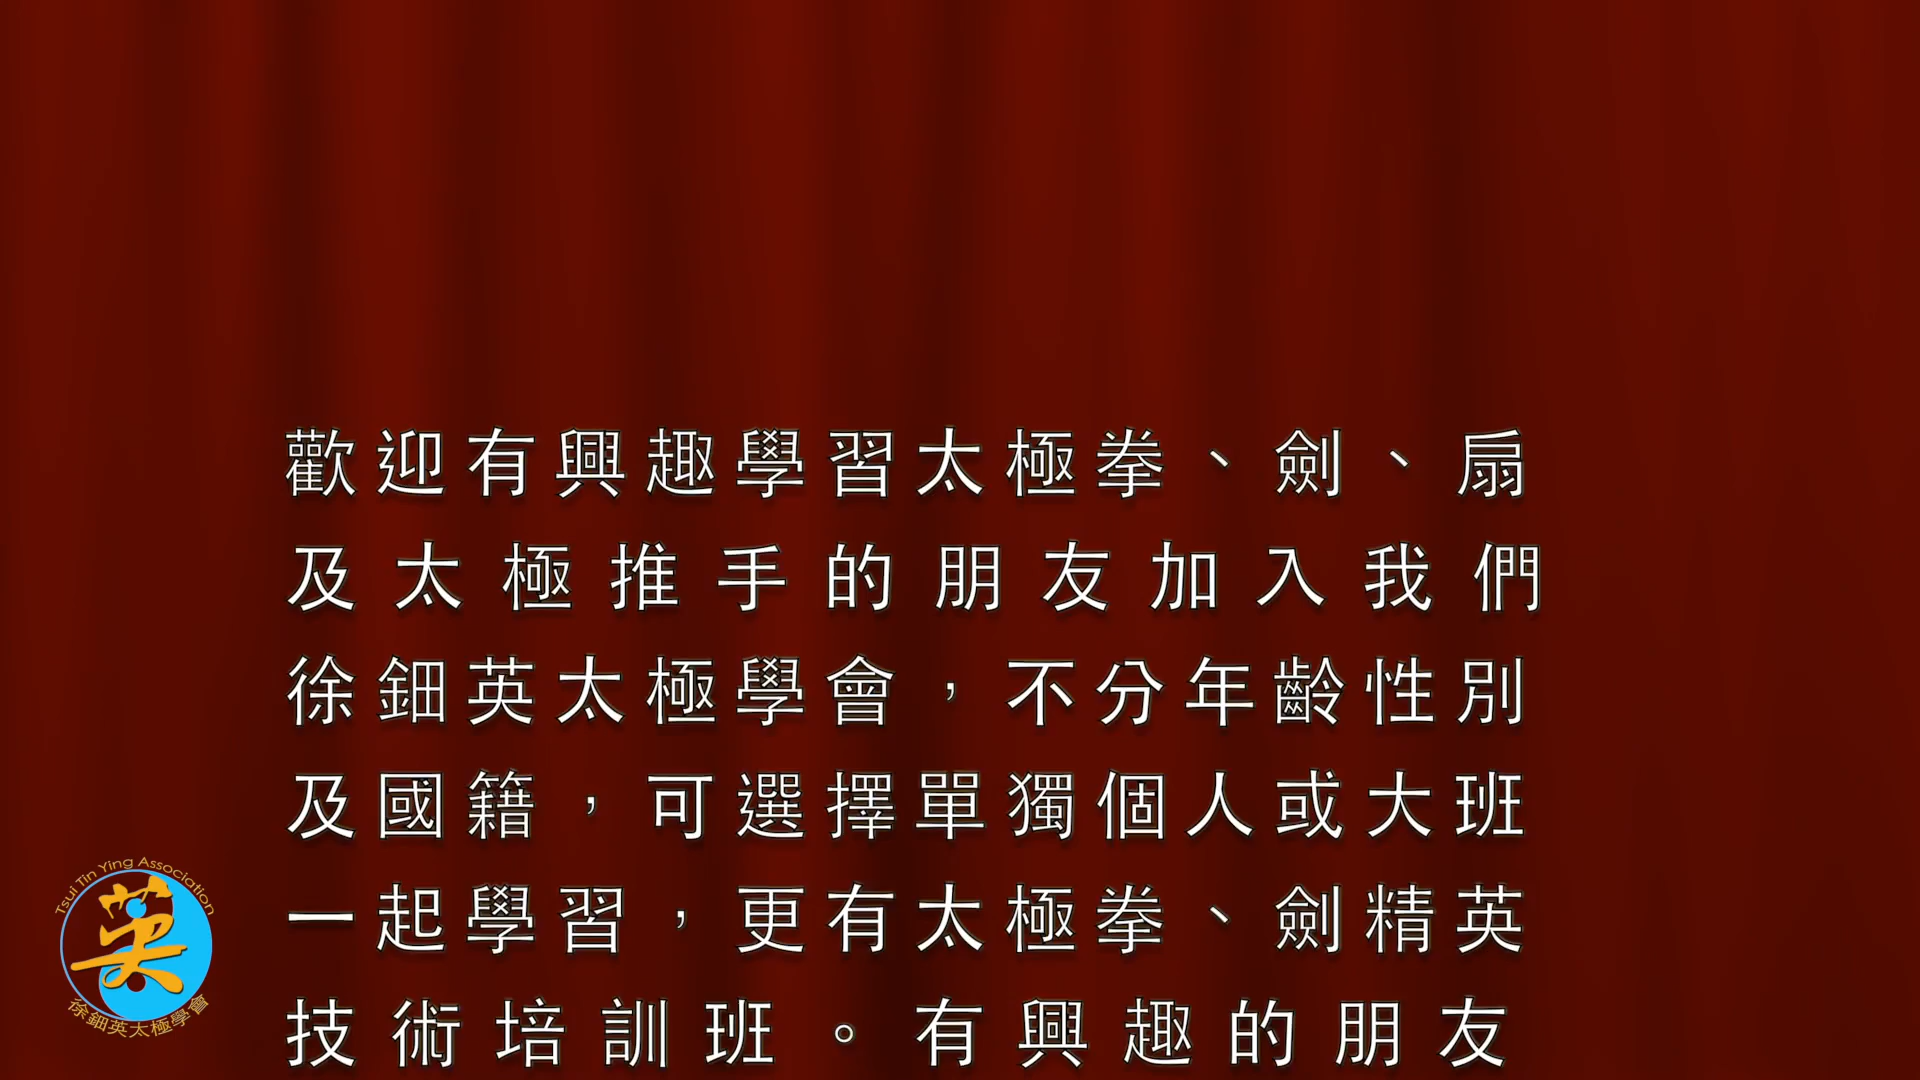 歡迎有興趣學習太極拳、劍、扇
及太極推手的朋友加入我們
徐鈿英太極學會，不分年齡性別
及國籍，可選擇單獨個人或大班
一起學習，更有太極拳、劍精英
技術培訓班。有興趣的朋友
Tsui Tin Ying Association
英
徐鈿英太極學會